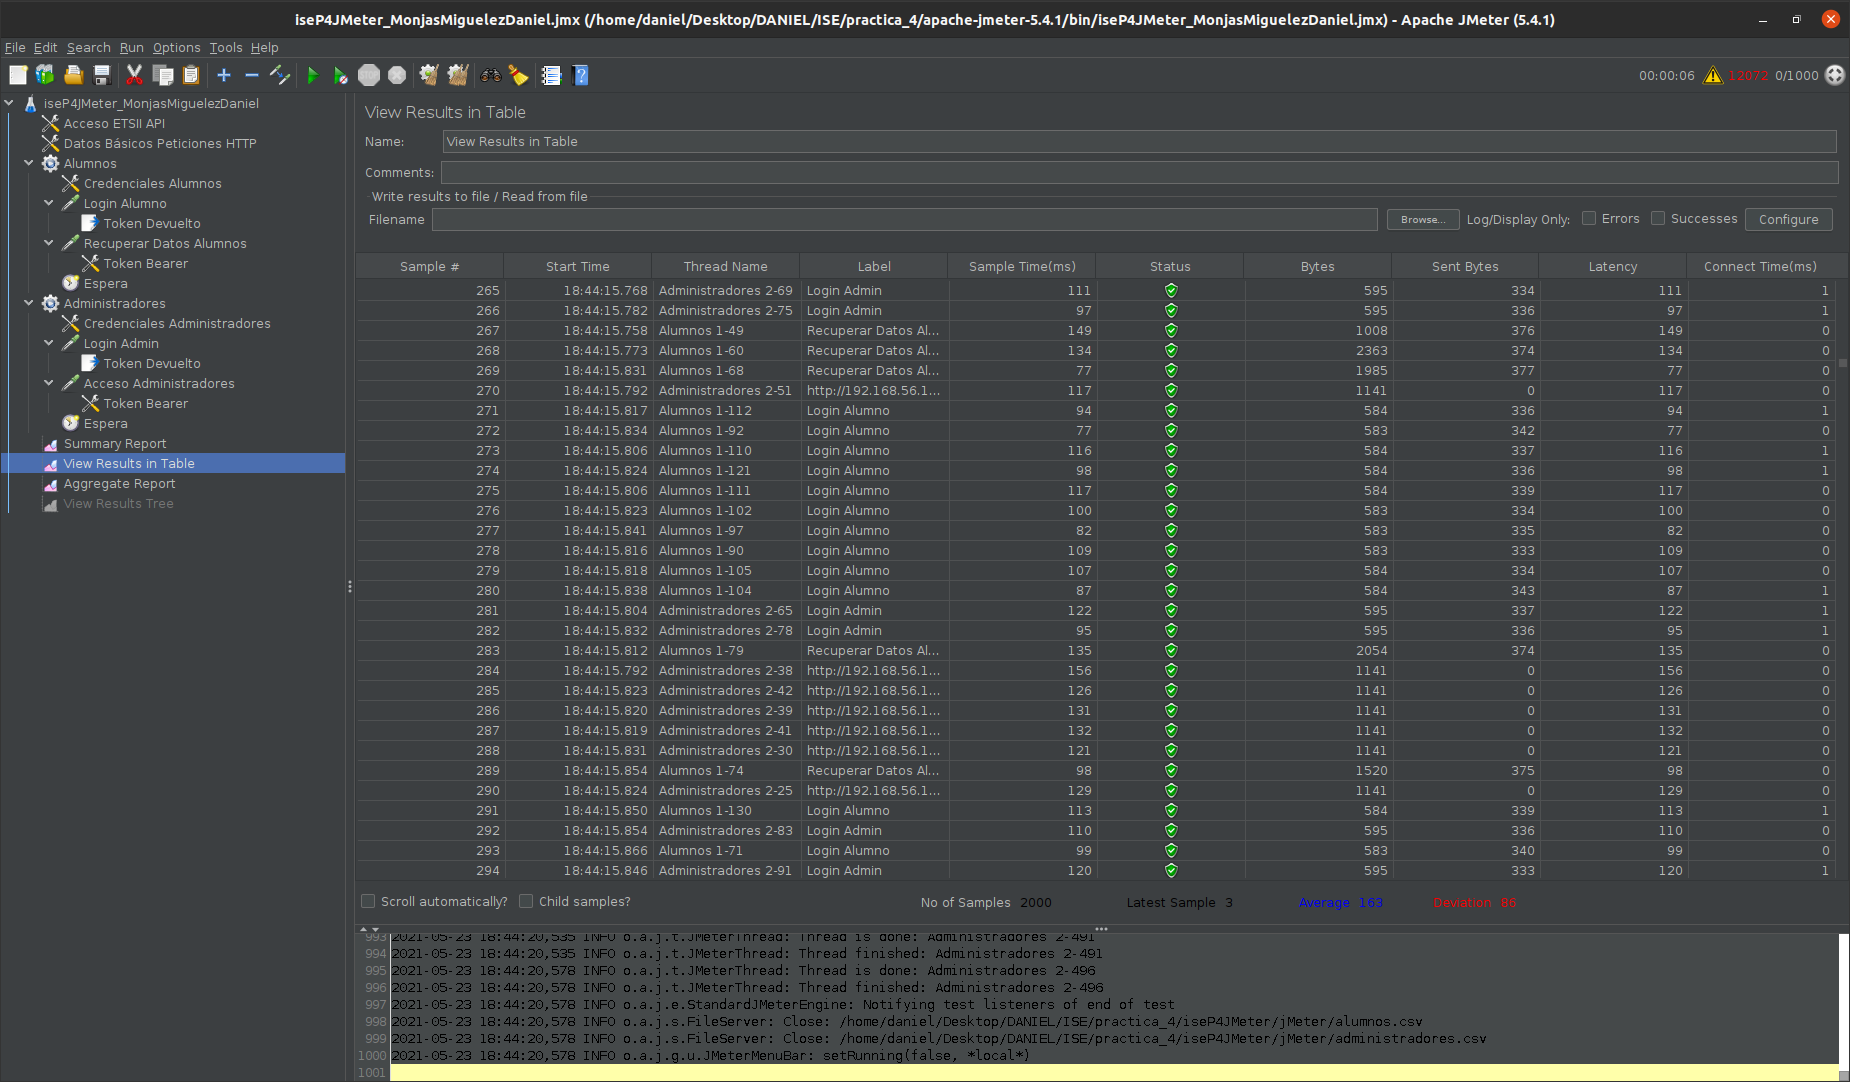 iseP4JMeter_MonjasMiguelezDaniel.jmx (/home/daniel/Desktop/DANIEL/ISE/practica_4/apache-jmeter-5.4.1/bin/iseP4JMeter_MonjasMiguelezDaniel.jmx) - Apache JMeter (5.4.1)
File Edit Search Run Options Tools Help
00:00:06 12072 0/1000
iseP4JMeter_MonjasMiguelezDaniel
Acceso ETSII API
Datos Básicos Peticiones HTTP
Alumnos
Credenciales Alumnos
Login Alumno
Token Devuelto
Recuperar Datos Alumnos
Token Bearer
Espera
Administradores
Credenciales Administradores
Login Admin
Token Devuelto
Acceso Administradores
Token Bearer
Espera
Summary Report
View Results in Table
Aggregate Report
View Results Tree
View Results in Table
Name: View Results in Table
Comments:
Write results to file / Read from file
Filename Browse... Log/Display Only: Errors Successes Configure
Sample # Start Time Thread Name Label Sample Time(ms) Status Bytes Sent Bytes Latency Connect Time(ms)
265 18:44:15.768 Administradores 2-69 Login Admin 111 595 334 111 1
266 18:44:15.782 Administradores 2-75 Login Admin 97 595 336 97 1
267 18:44:15.758 Alumnos 1-49 Recuperar Datos Al... 149 1008 376 149 0
268 18:44:15.773 Alumnos 1-60 Recuperar Datos Al... 134 2363 374 134 0
269 18:44:15.831 Alumnos 1-68 Recuperar Datos Al... 77 1985 377 77 0
270 18:44:15.792 Administradores 2-51 http://192.168.56.1... 117 1141 0 117 0
271 18:44:15.817 Alumnos 1-112 Login Alumno 94 584 336 94 1
272 18:44:15.834 Alumnos 1-92 Login Alumno 77 583 342 77 0
273 18:44:15.806 Alumnos 1-110 Login Alumno 116 584 337 116 1
274 18:44:15.824 Alumnos 1-121 Login Alumno 98 584 336 98 1
275 18:44:15.806 Alumnos 1-111 Login Alumno 117 584 339 117 0
276 18:44:15.823 Alumnos 1-102 Login Alumno 100 583 334 100 0
277 18:44:15.841 Alumnos 1-97 Login Alumno 82 583 335 82 0
278 18:44:15.816 Alumnos 1-90 Login Alumno 109 583 333 109 0
279 18:44:15.818 Alumnos 1-105 Login Alumno 107 584 334 107 0
280 18:44:15.838 Alumnos 1-104 Login Alumno 87 584 343 87 1
281 18:44:15.804 Administradores 2-65 Login Admin 122 595 337 122 1
282 18:44:15.832 Administradores 2-78 Login Admin 95 595 336 95 1
283 18:44:15.812 Alumnos 1-79 Recuperar Datos Al... 135 2054 374 135 0
284 18:44:15.792 Administradores 2-38 http://192.168.56.1... 156 1141 0 156 0
285 18:44:15.823 Administradores 2-42 http://192.168.56.1... 126 1141 0 126 0
286 18:44:15.820 Administradores 2-39 http://192.168.56.1... 131 1141 0 131 0
287 18:44:15.819 Administradores 2-41 http://192.168.56.1... 132 1141 0 132 0
288 18:44:15.831 Administradores 2-30 http://192.168.56.1... 121 1141 0 121 0
289 18:44:15.854 Alumnos 1-74 Recuperar Datos Al... 98 1520 375 98 0
290 18:44:15.824 Administradores 2-25 http://192.168.56.1... 129 1141 0 129 0
291 18:44:15.850 Alumnos 1-130 Login Alumno 113 584 339 113 1
292 18:44:15.854 Administradores 2-83 Login Admin 110 595 336 110 0
293 18:44:15.866 Alumnos 1-71 Login Alumno 99 583 340 99 0
294 18:44:15.846 Administradores 2-91 Login Admin 120 595 333 120 1
Scroll automatically? Child samples? No of Samples 2000 Latest Sample 3 Average 163 Deviation 86
993 2021-05-23 18:44:20,535 INFO o.a.j.t.JMeterThread: Thread is done: Administradores 2-491
994 2021-05-23 18:44:20,535 INFO o.a.j.t.JMeterThread: Thread finished: Administradores 2-491
995 2021-05-23 18:44:20,578 INFO o.a.j.t.JMeterThread: Thread is done: Administradores 2-496
996 2021-05-23 18:44:20,578 INFO o.a.j.t.JMeterThread: Thread finished: Administradores 2-496
997 2021-05-23 18:44:20,578 INFO o.a.j.e.StandardJMeterEngine: Notifying test listeners of end of test
998 2021-05-23 18:44:20,578 INFO o.a.j.s.FileServer: Close: /home/daniel/Desktop/DANIEL/ISE/practica_4/iseP4JMeter/jMeter/alumnos.csv
999 2021-05-23 18:44:20,578 INFO o.a.j.s.FileServer: Close: /home/daniel/Desktop/DANIEL/ISE/practica_4/iseP4JMeter/jMeter/administradores.csv
1000 2021-05-23 18:44:20,578 INFO o.a.j.g.u.JMeterMenuBar: setRunning(false, *local*)
1001